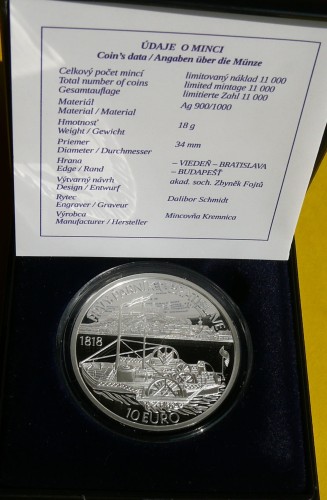 ÚDAJE O MINCI
Coin's data / Angaben über die Münze
Celkový počet mincí limitovaný náklad 11 000
Total number of coins limited mintage 11 000
Gesamtauflage limitierte Zahl 11 000
Materiál Ag 900/1000
Material / Material
Hmotnosť 18 g
Weight / Gewicht
Priemer 34 mm
Diameter / Durchmesser
Hrana – VIEDEŇ – BRATISLAVA
Edge / Rand – BUDAPEŠŤ
Výtvarný návrh akad. soch. Zbyněk Fojtů
Design / Entwurf
Rytec Dalibor Schmidt
Engraver / Graveur
Výrobca Mincovňa Kremnica
Manufacturer / Hersteller
1818
10 EURO